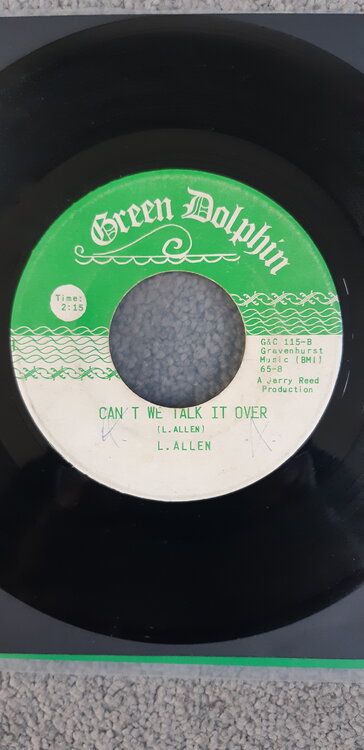 Green Dolphin
Time:
2:15
G&C 115-B
Gravenhurst
Music (BMI)
65-8
A Jerry Reed
Production
CAN'T WE TALK IT OVER
(L.ALLEN)
L.ALLEN